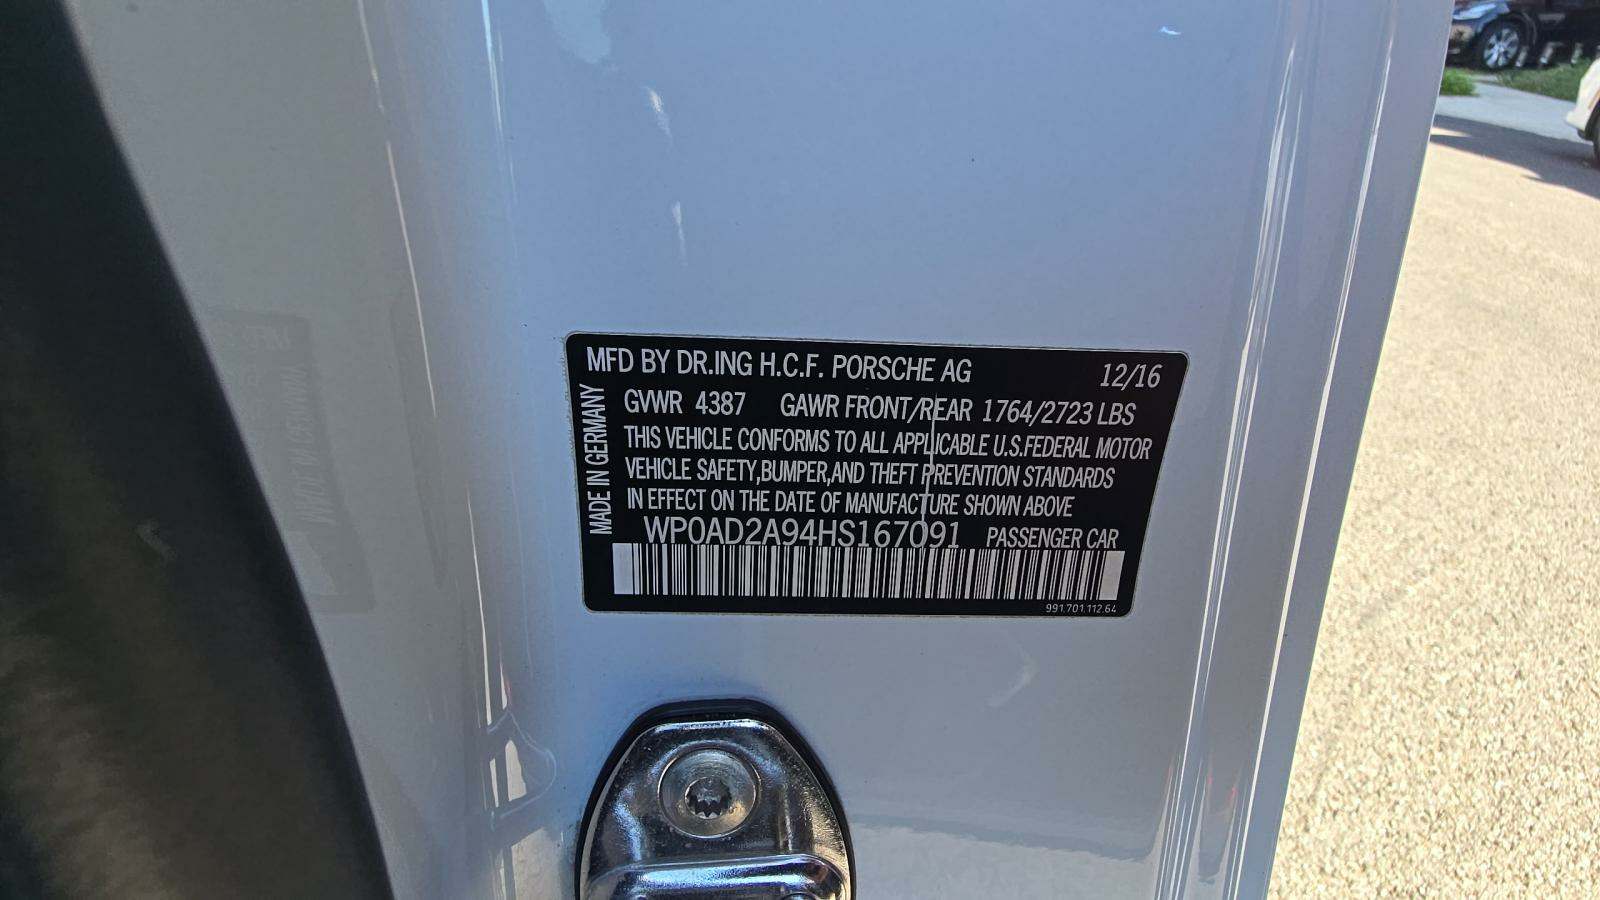 MFD BY DR.ING H.C.F. PORSCHE AG 12/16
GVWR 4387 GAWR FRONT/REAR 1764/2723 LBS
THIS VEHICLE CONFORMS TO ALL APPLICABLE U.S.FEDERAL MOTOR
VEHICLE SAFETY,BUMPER,AND THEFT PREVENTION STANDARDS
IN EFFECT ON THE DATE OF MANUFACTURE SHOWN ABOVE
WP0AD2A94HS167091 PASSENGER CAR
991.701.112.64
MADE IN GERMANY